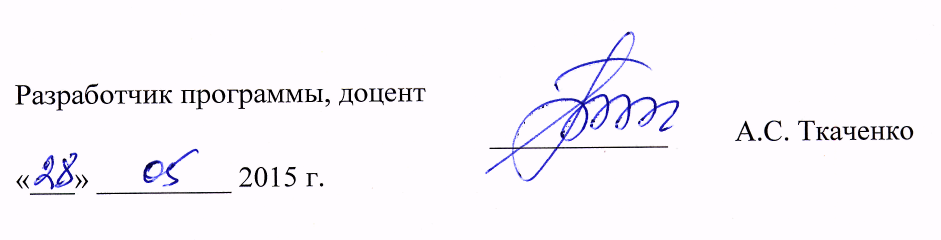 Разработчик программы, доцент
А.С. Ткаченко
«28» 05 2015 г.